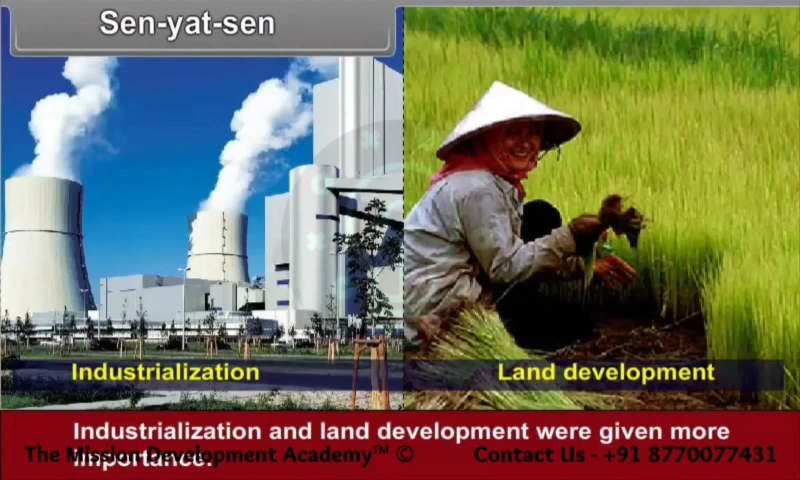 Sen-yat-sen
Industrialization
Land development
Industrialization and land development were given more
importance.
The Mission Development Academy™ © Contact Us - +91 8770077431